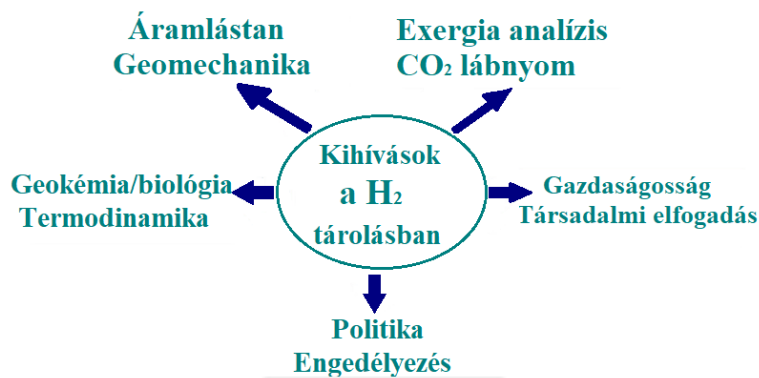 Áramlástan
Geomechanika
Exergia analízis
CO₂ lábnyom
Kihívások
a H₂
tárolásban
Geokémia/biológia
Termodinamika
Gazdaságosság
Társadalmi elfogadás
Politika
Engedélyezés